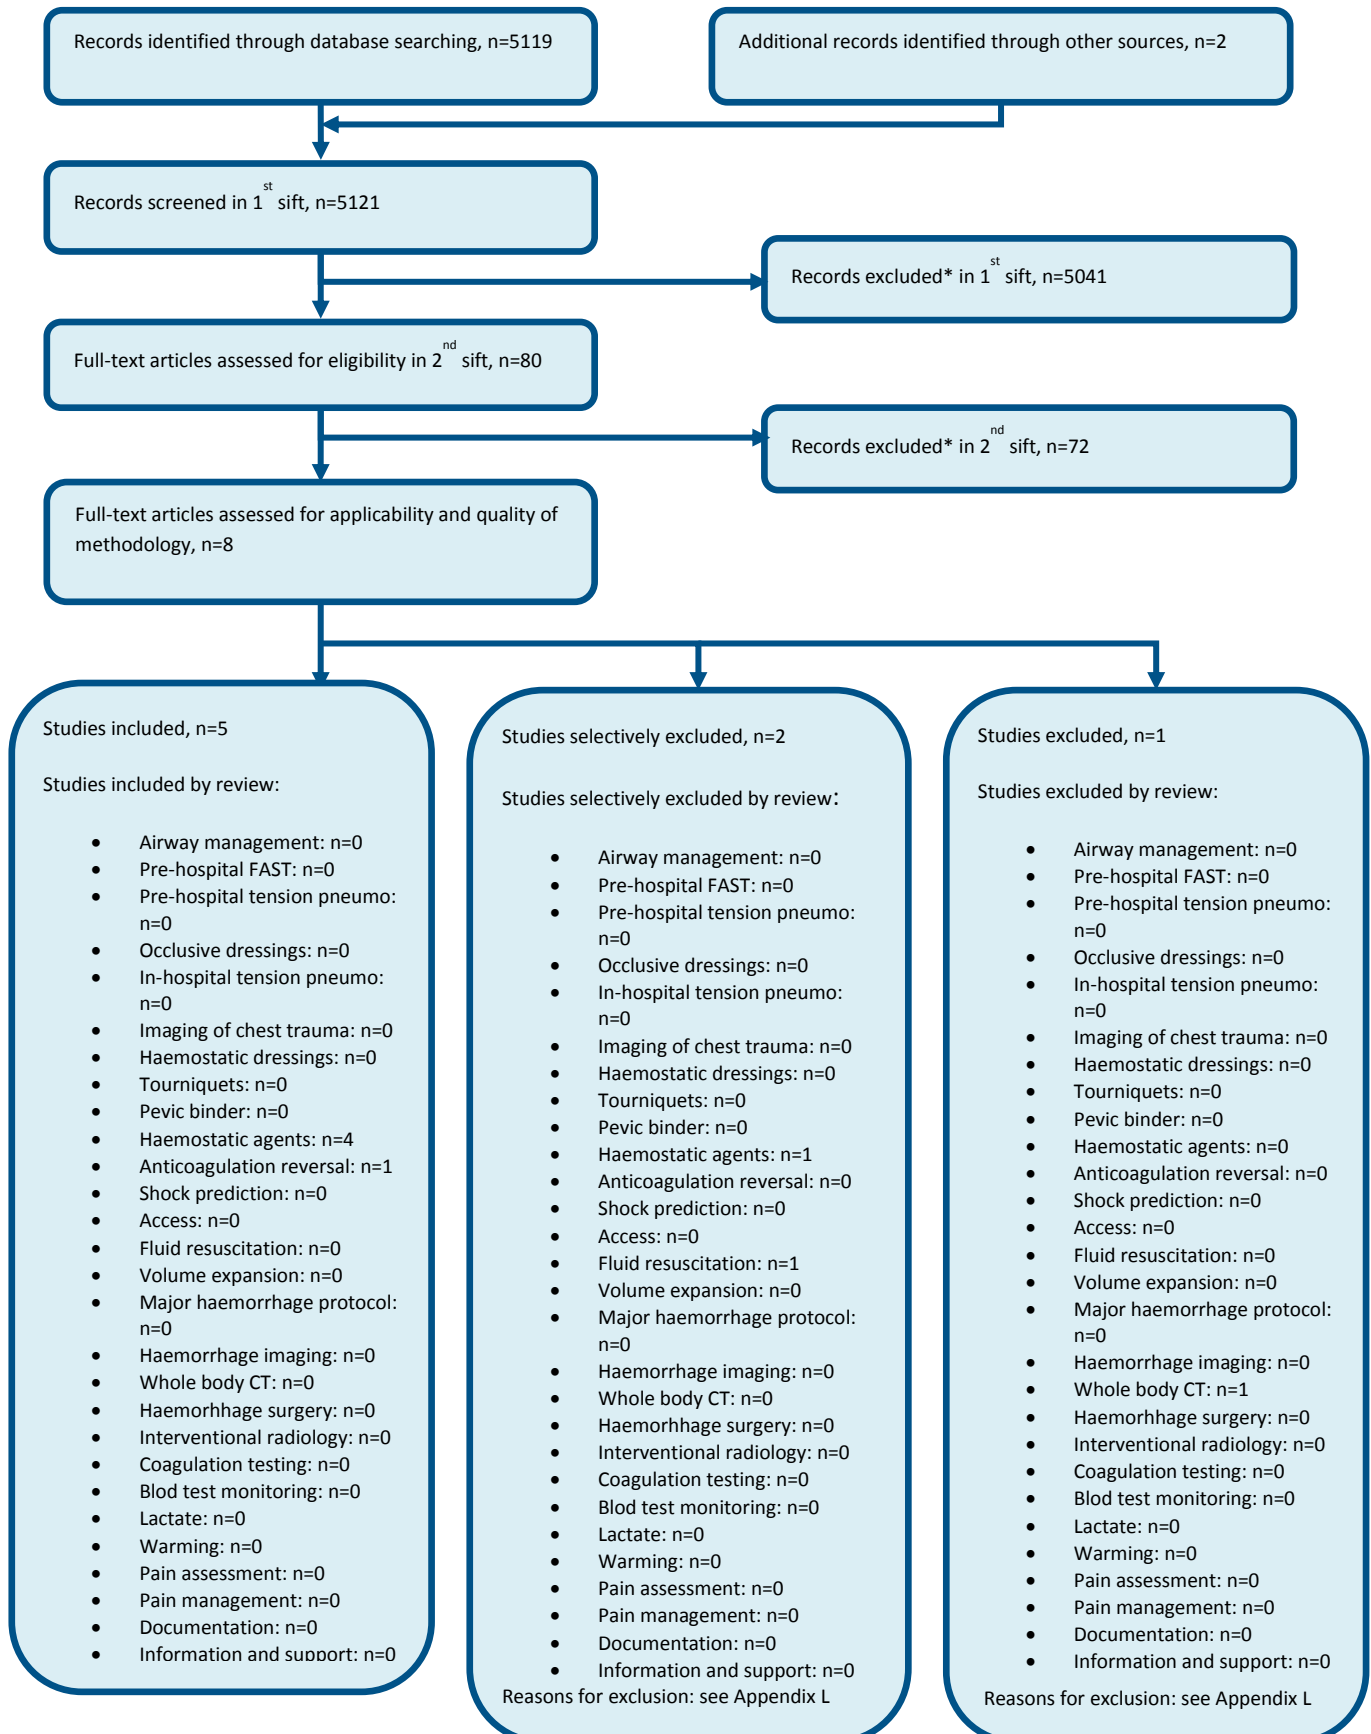 Records identified through database searching, n=5119
Additional records identified through other sources, n=2
Records screened in 1st sift, n=5121
Records excluded* in 1st sift, n=5041
Full-text articles assessed for eligibility in 2nd sift, n=80
Records excluded* in 2nd sift, n=72
Full-text articles assessed for applicability and quality of
methodology, n=8
Studies included, n=5
Studies included by review:
• Airway management: n=0
• Pre-hospital FAST: n=0
• Pre-hospital tension pneumo:
n=0
• Occlusive dressings: n=0
• In-hospital tension pneumo:
n=0
• Imaging of chest trauma: n=0
• Haemostatic dressings: n=0
• Tourniquets: n=0
• Pevic binder: n=0
• Haemostatic agents: n=4
• Anticoagulation reversal: n=1
• Shock prediction: n=0
• Access: n=0
• Fluid resuscitation: n=0
• Volume expansion: n=0
• Major haemorrhage protocol:
n=0
• Haemorrhage imaging: n=0
• Whole body CT: n=0
• Haemorhhage surgery: n=0
• Interventional radiology: n=0
• Coagulation testing: n=0
• Blod test monitoring: n=0
• Lactate: n=0
• Warming: n=0
• Pain assessment: n=0
• Pain management: n=0
• Documentation: n=0
• Information and support: n=0
Studies selectively excluded, n=2
Studies selectively excluded by review:
• Airway management: n=0
• Pre-hospital FAST: n=0
• Pre-hospital tension pneumo:
n=0
• Occlusive dressings: n=0
• In-hospital tension pneumo:
n=0
• Imaging of chest trauma: n=0
• Haemostatic dressings: n=0
• Tourniquets: n=0
• Pevic binder: n=0
• Haemostatic agents: n=1
• Anticoagulation reversal: n=0
• Shock prediction: n=0
• Access: n=0
• Fluid resuscitation: n=1
• Volume expansion: n=0
• Major haemorrhage protocol:
n=0
• Haemorrhage imaging: n=0
• Whole body CT: n=0
• Haemorhhage surgery: n=0
• Interventional radiology: n=0
• Coagulation testing: n=0
• Blod test monitoring: n=0
• Lactate: n=0
• Warming: n=0
• Pain assessment: n=0
• Pain management: n=0
• Documentation: n=0
• Information and support: n=0
Reasons for exclusion: see Appendix L
Studies excluded, n=1
Studies excluded by review:
• Airway management: n=0
• Pre-hospital FAST: n=0
• Pre-hospital tension pneumo:
n=0
• Occlusive dressings: n=0
• In-hospital tension pneumo:
n=0
• Imaging of chest trauma: n=0
• Haemostatic dressings: n=0
• Tourniquets: n=0
• Pevic binder: n=0
• Haemostatic agents: n=0
• Anticoagulation reversal: n=0
• Shock prediction: n=0
• Access: n=0
• Fluid resuscitation: n=0
• Volume expansion: n=0
• Major haemorrhage protocol:
n=0
• Haemorrhage imaging: n=0
• Whole body CT: n=1
• Haemorhhage surgery: n=0
• Interventional radiology: n=0
• Coagulation testing: n=0
• Blod test monitoring: n=0
• Lactate: n=0
• Warming: n=0
• Pain assessment: n=0
• Pain management: n=0
• Documentation: n=0
• Information and support: n=0
Reasons for exclusion: see Appendix L